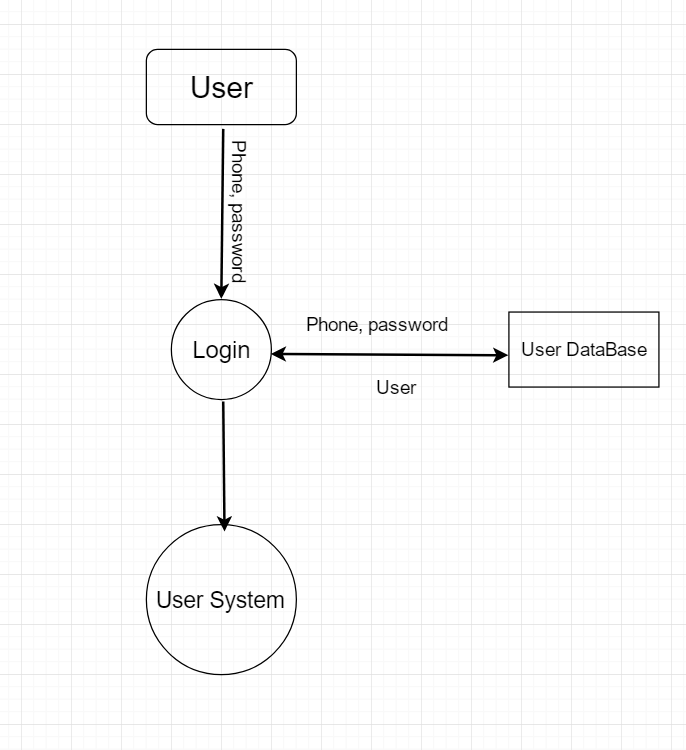 User
Phone, password
Phone, password
Login
User DataBase
User
User System